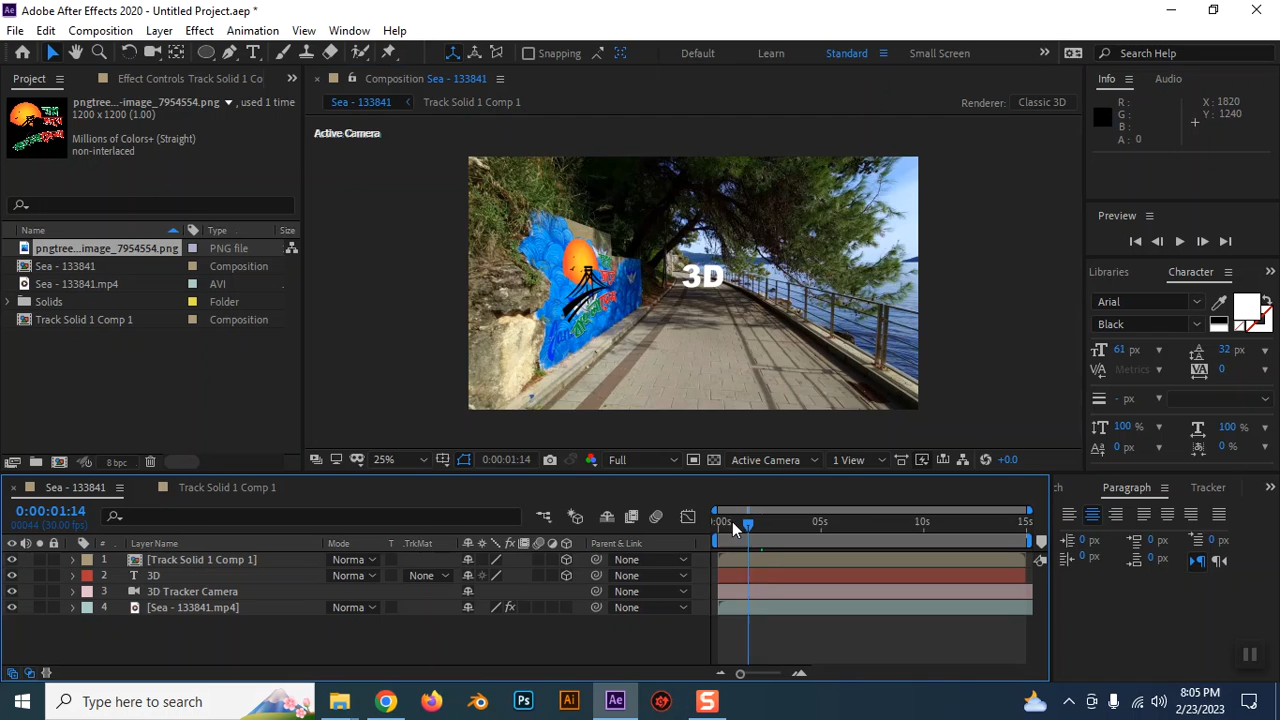 Adobe After Effects 2020 - Untitled Project.aep *
File Edit Composition Layer Effect Animation View Window Help
Snapping Default Learn Standard Small Screen Search Help
Project Effect Controls Track Solid 1 Co
Composition Sea - 133841
Info Audio
pngtree...-image_7954554.png ▼, used 1 time
1200 x 1200 (1.00)
Millions of Colors+ (Straight)
non-interlaced
Sea - 133841 Track Solid 1 Comp 1
Renderer: Classic 3D
R: X: 1820
G: Y: 1240
B:
A: 0
Active Camera
3D
Preview
Name Type Size
pngtree...image_7954554.png PNG file
Sea - 133841 Composition
Sea - 133841.mp4 AVI
Solids Folder
Track Solid 1 Comp 1 Composition
Libraries Character
Arial
Black
61 px 32 px
Metrics 0
- px
100 % 100 %
0 px 0 %
8 bpc
25% 0:00:01:14 Full Active Camera 1 View +0.0
Sea - 133841 Track Solid 1 Comp 1
ch Paragraph Tracker
0:00:01:14
00044 (30.00 fps)
0:00s 05s 10s 15s
# Layer Name Mode T TrkMat Parent & Link
1 [Track Solid 1 Comp 1] Norma None
2 T 3D Norma None None
3 3D Tracker Camera None
4 [Sea - 133841.mp4] Norma None
0 px 0 px
0 px 0 px
Type here to search
Ps Ai Ae S
8:05 PM
2/23/2023